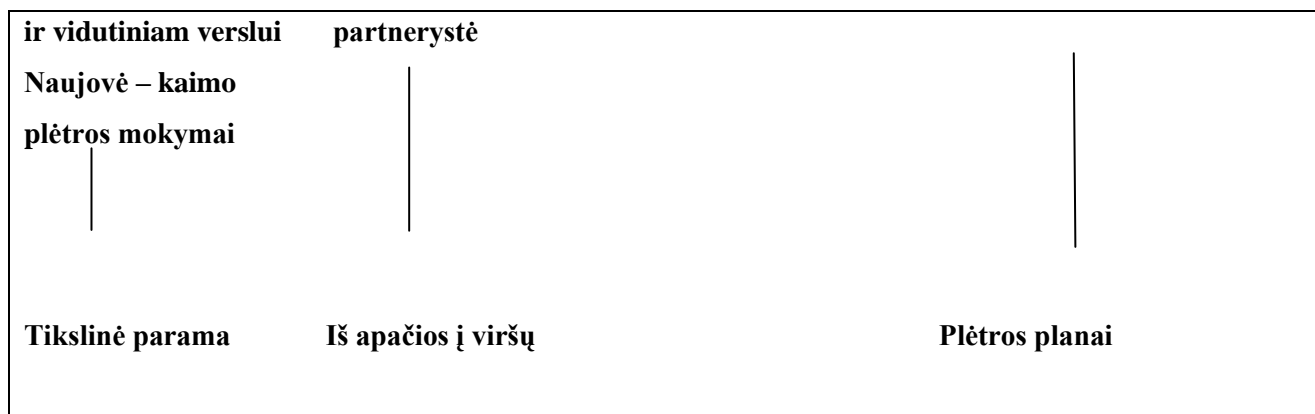 ir vidutiniam verslui partnerystė
Naujovė – kaimo
plėtros mokymai
Tikslinė parama Iš apačios į viršų Plėtros planai